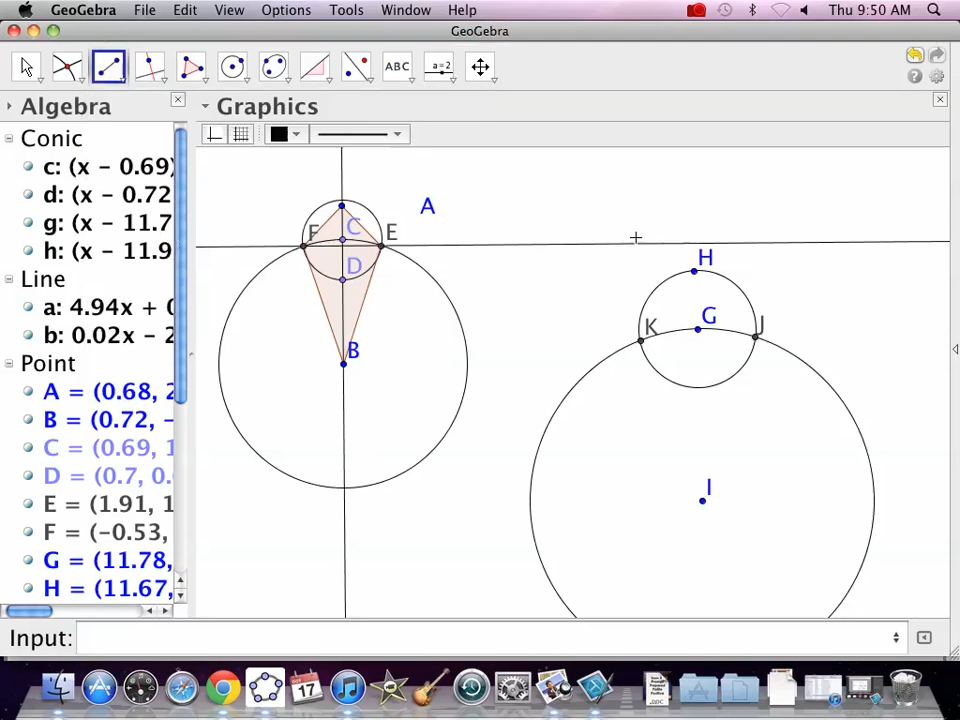 GeoGebra File Edit View Options Tools Window Help Thu 9:50 AM
GeoGebra
ABC a=2
Algebra Graphics
Conic
c: (x − 0.69)
d: (x − 0.72
g: (x − 11.7
h: (x − 11.9
Line
a: 4.94x + 0
b: 0.02x − 2
Point
A = (0.68, 2
B = (0.72, −
C = (0.69, 1
D = (0.7, 0.
E = (1.91, 1
F = (−0.53,
G = (11.78,
H = (11.67,
A
F C E
D
B
H
G
K J
I
Input:
17